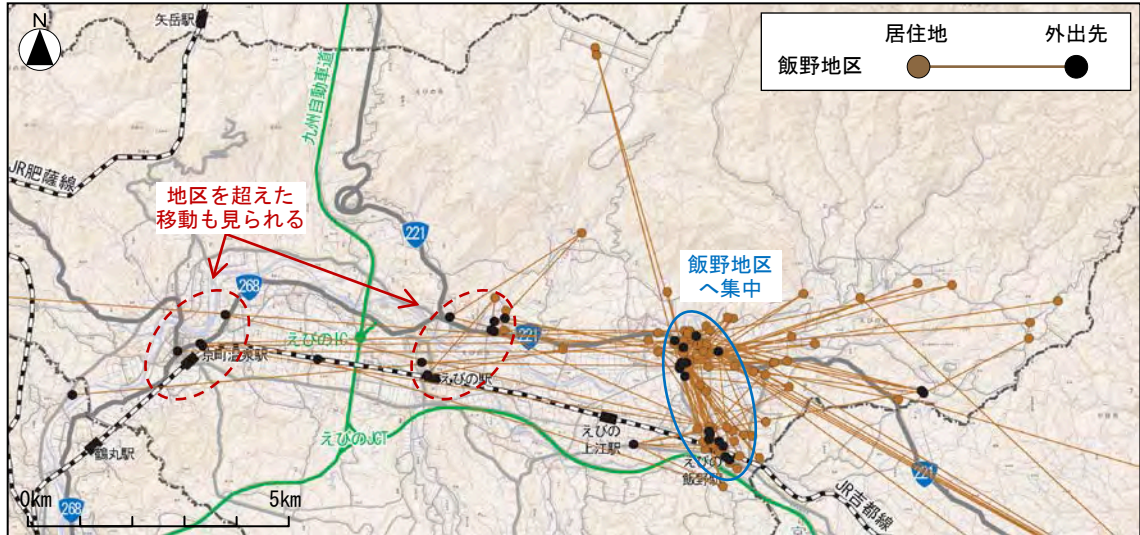 N
矢岳駅
居住地
外出先
飯野地区
九州自動車道
JR肥薩線
地区を超えた
移動も見られる
221
飯野地区
へ集中
268
221
えびのIC
京町温泉駅
えびの駅
えびのJCT
えびの
上江駅
えびの
飯野駅
鶴丸駅
221
0km
5km
268
JR吉都線
宮